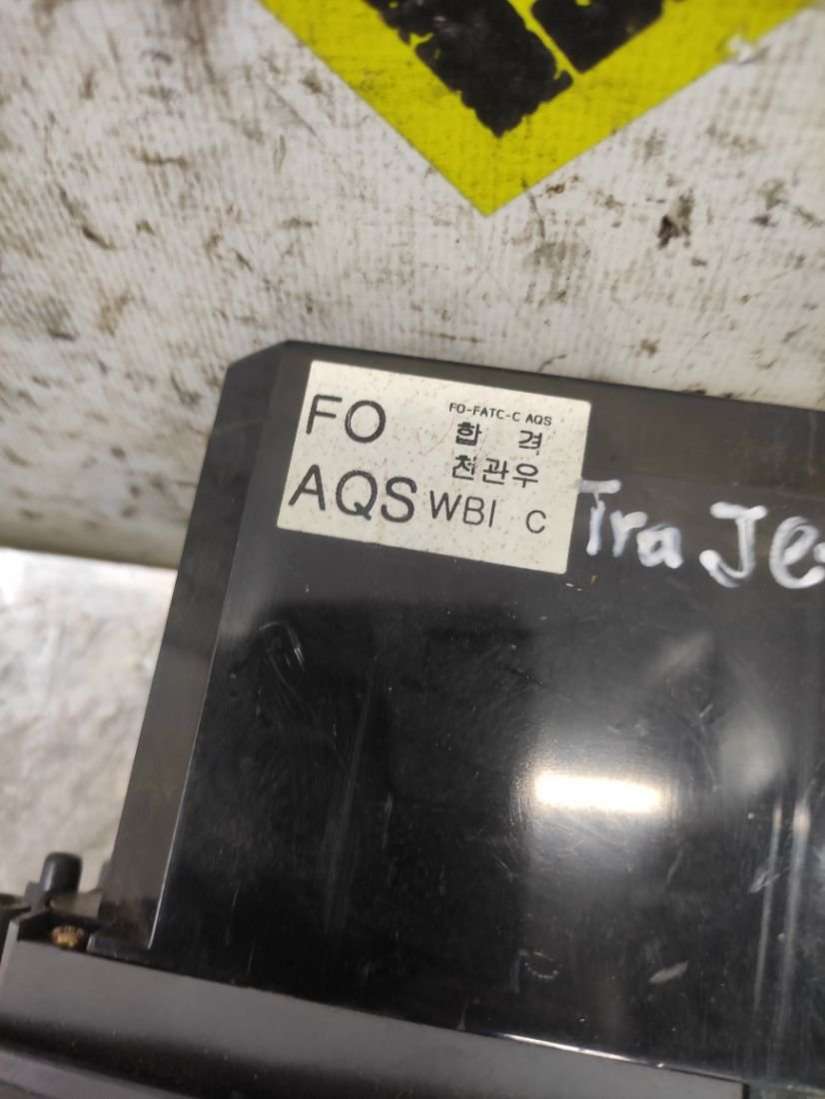 FO
FO-FATC-C AQS
합 격
천관우
AQS WBI C
Tra Je